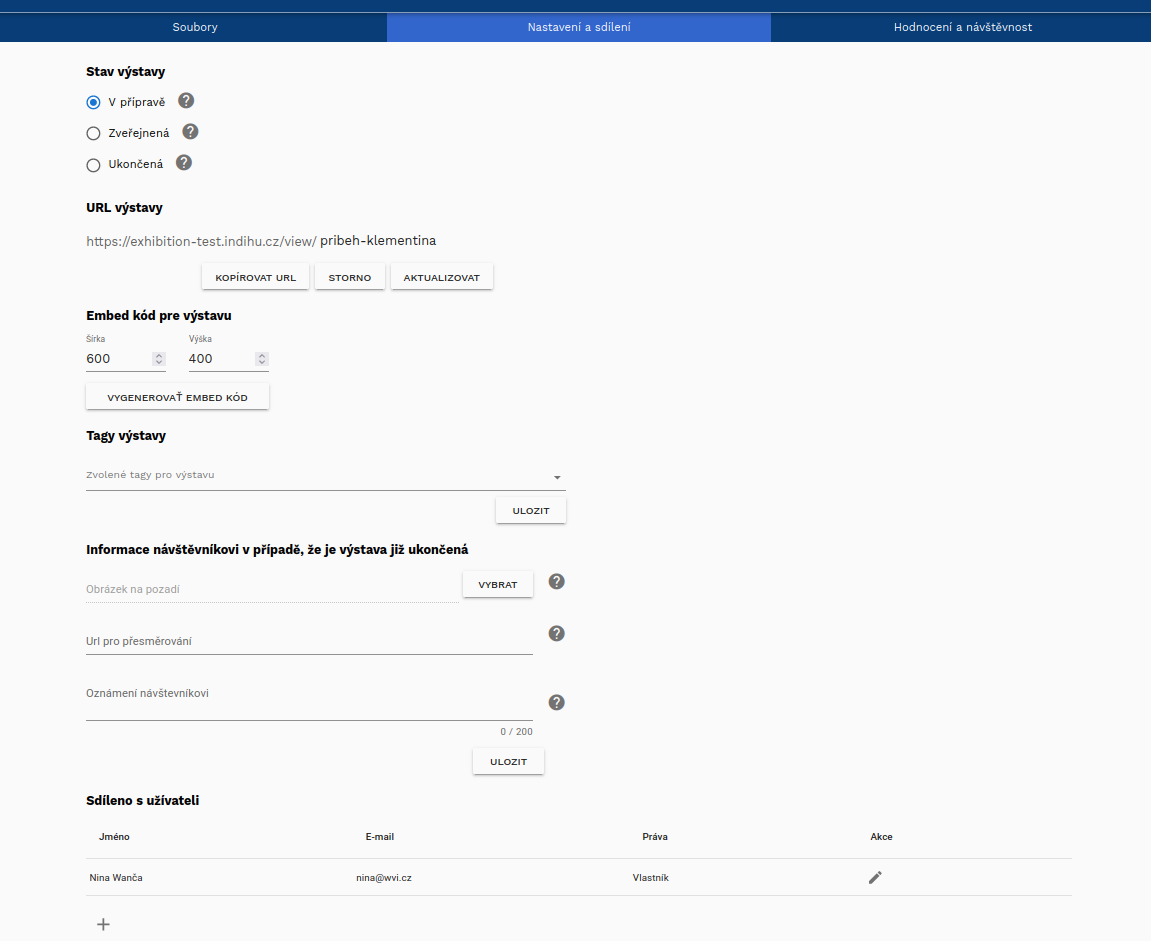 Soubory Nastavení a sdílení Hodnocení a návštěvnost
Stav výstavy
V přípravě
Zveřejnená
Ukončená
URL výstavy
https://exhibition-test.indihu.cz/view/ pribeh-klementina
KOPÍROVAT URL STORNO AKTUALIZOVAT
Embed kód pre výstavu
Šírka Výška
600 400
VYGENEROVAŤ EMBED KÓD
Tagy výstavy
Zvolené tagy pro výstavu
ULOZIT
Informace návštěvníkovi v případě, že je výstava již ukončená
Obrázek na pozadí VYBRAT
Url pro přesměrování
Oznámení návštevníkovi
0 / 200
ULOZIT
Sdíleno s užívateli
Jméno E-mail Práva Akce
Nina Wanča nina@wvi.cz Vlastník